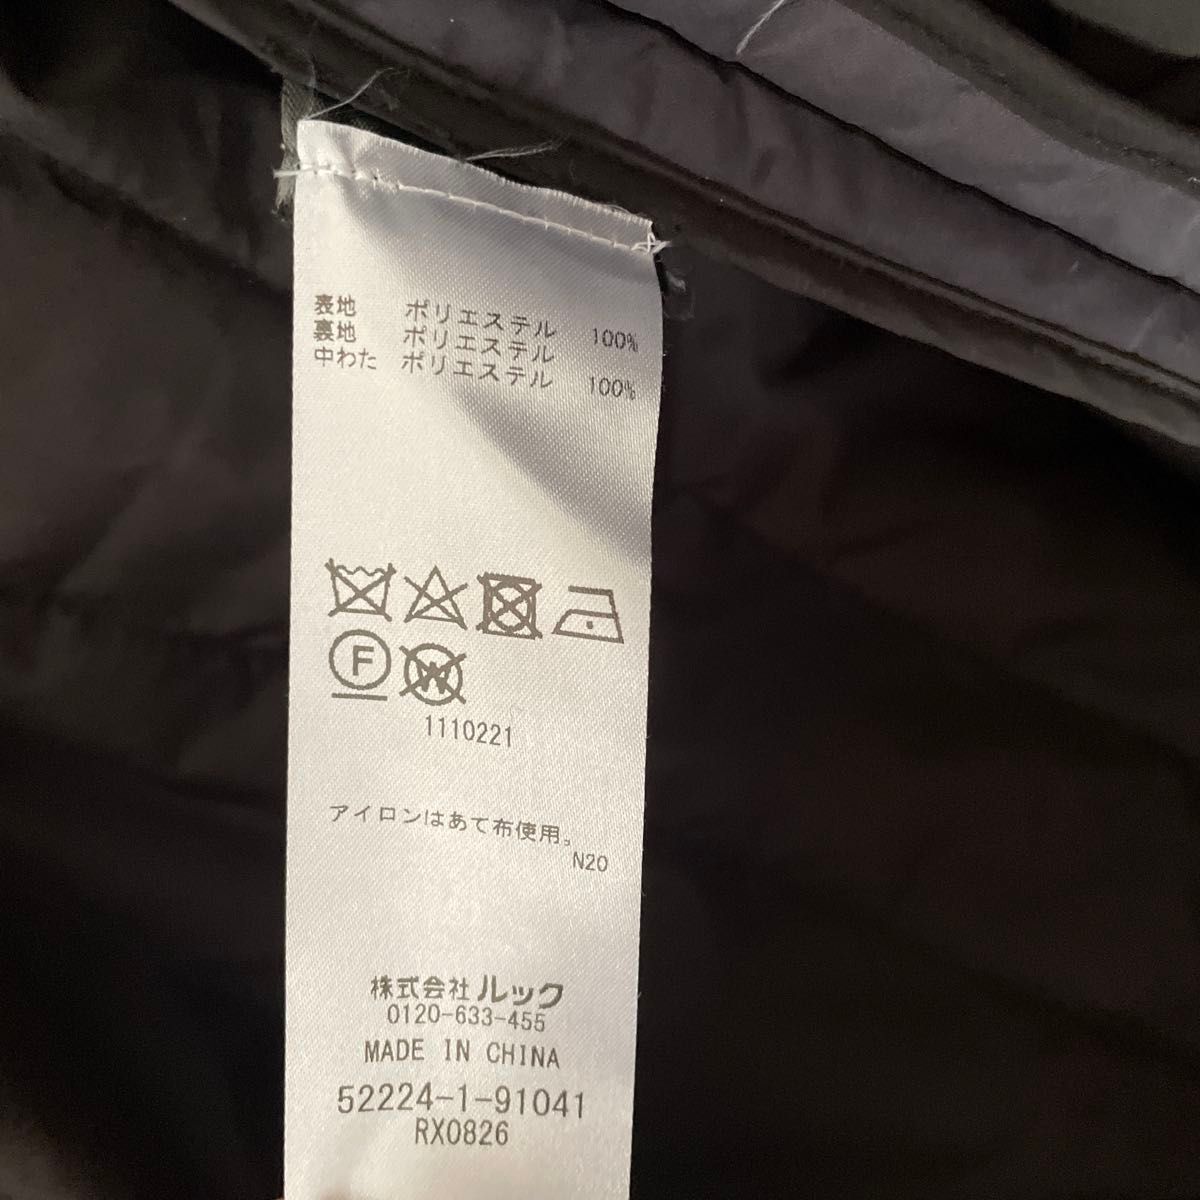 表地 ポリエステル 100%
裏地 ポリエステル
中わた ポリエステル 100%
F W
1110221
アイロンはあて布使用。
N20
株式会社 ルック
0120-633-455
MADE IN CHINA
52224-1-91041
RX0826